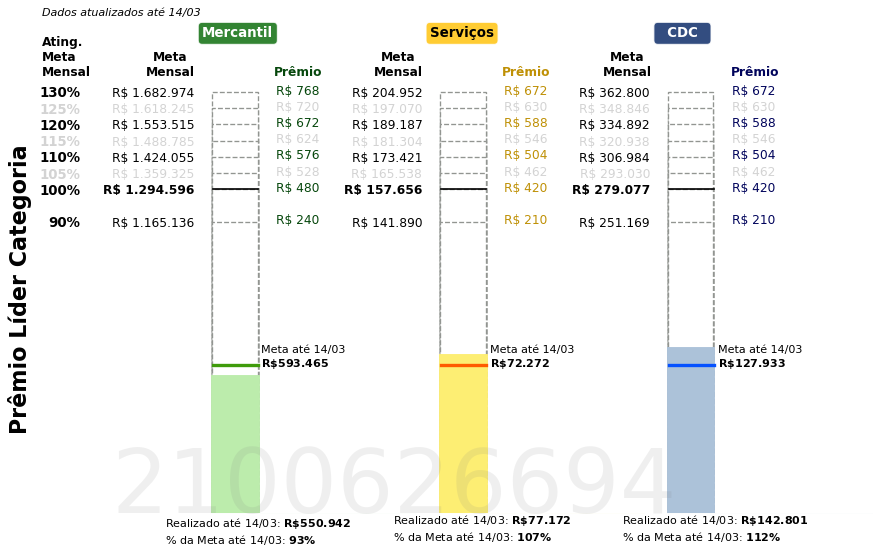 Dados atualizados até 14/03
Mercantil Serviços CDC
Ating.
Meta Meta Meta Meta
Mensal Mensal Prêmio Mensal Prêmio Mensal Prêmio
130% R$ 1.682.974 R$ 768 R$ 204.952 R$ 672 R$ 362.800 R$ 672
125% R$ 1.618.245 R$ 720 R$ 197.070 R$ 630 R$ 348.846 R$ 630
120% R$ 1.553.515 R$ 672 R$ 189.187 R$ 588 R$ 334.892 R$ 588
115% R$ 1.488.785 R$ 624 R$ 181.304 R$ 546 R$ 320.938 R$ 546
110% R$ 1.424.055 R$ 576 R$ 173.421 R$ 504 R$ 306.984 R$ 504
105% R$ 1.359.325 R$ 528 R$ 165.538 R$ 462 R$ 293.030 R$ 462
100% R$ 1.294.596 R$ 480 R$ 157.656 R$ 420 R$ 279.077 R$ 420
90% R$ 1.165.136 R$ 240 R$ 141.890 R$ 210 R$ 251.169 R$ 210
Prêmio Líder Categoria
Meta até 14/03 Meta até 14/03 Meta até 14/03
R$593.465 R$72.272 R$127.933
2100626694
Realizado até 14/03: R$550.942 Realizado até 14/03: R$77.172 Realizado até 14/03: R$142.801
% da Meta até 14/03: 93% % da Meta até 14/03: 107% % da Meta até 14/03: 112%